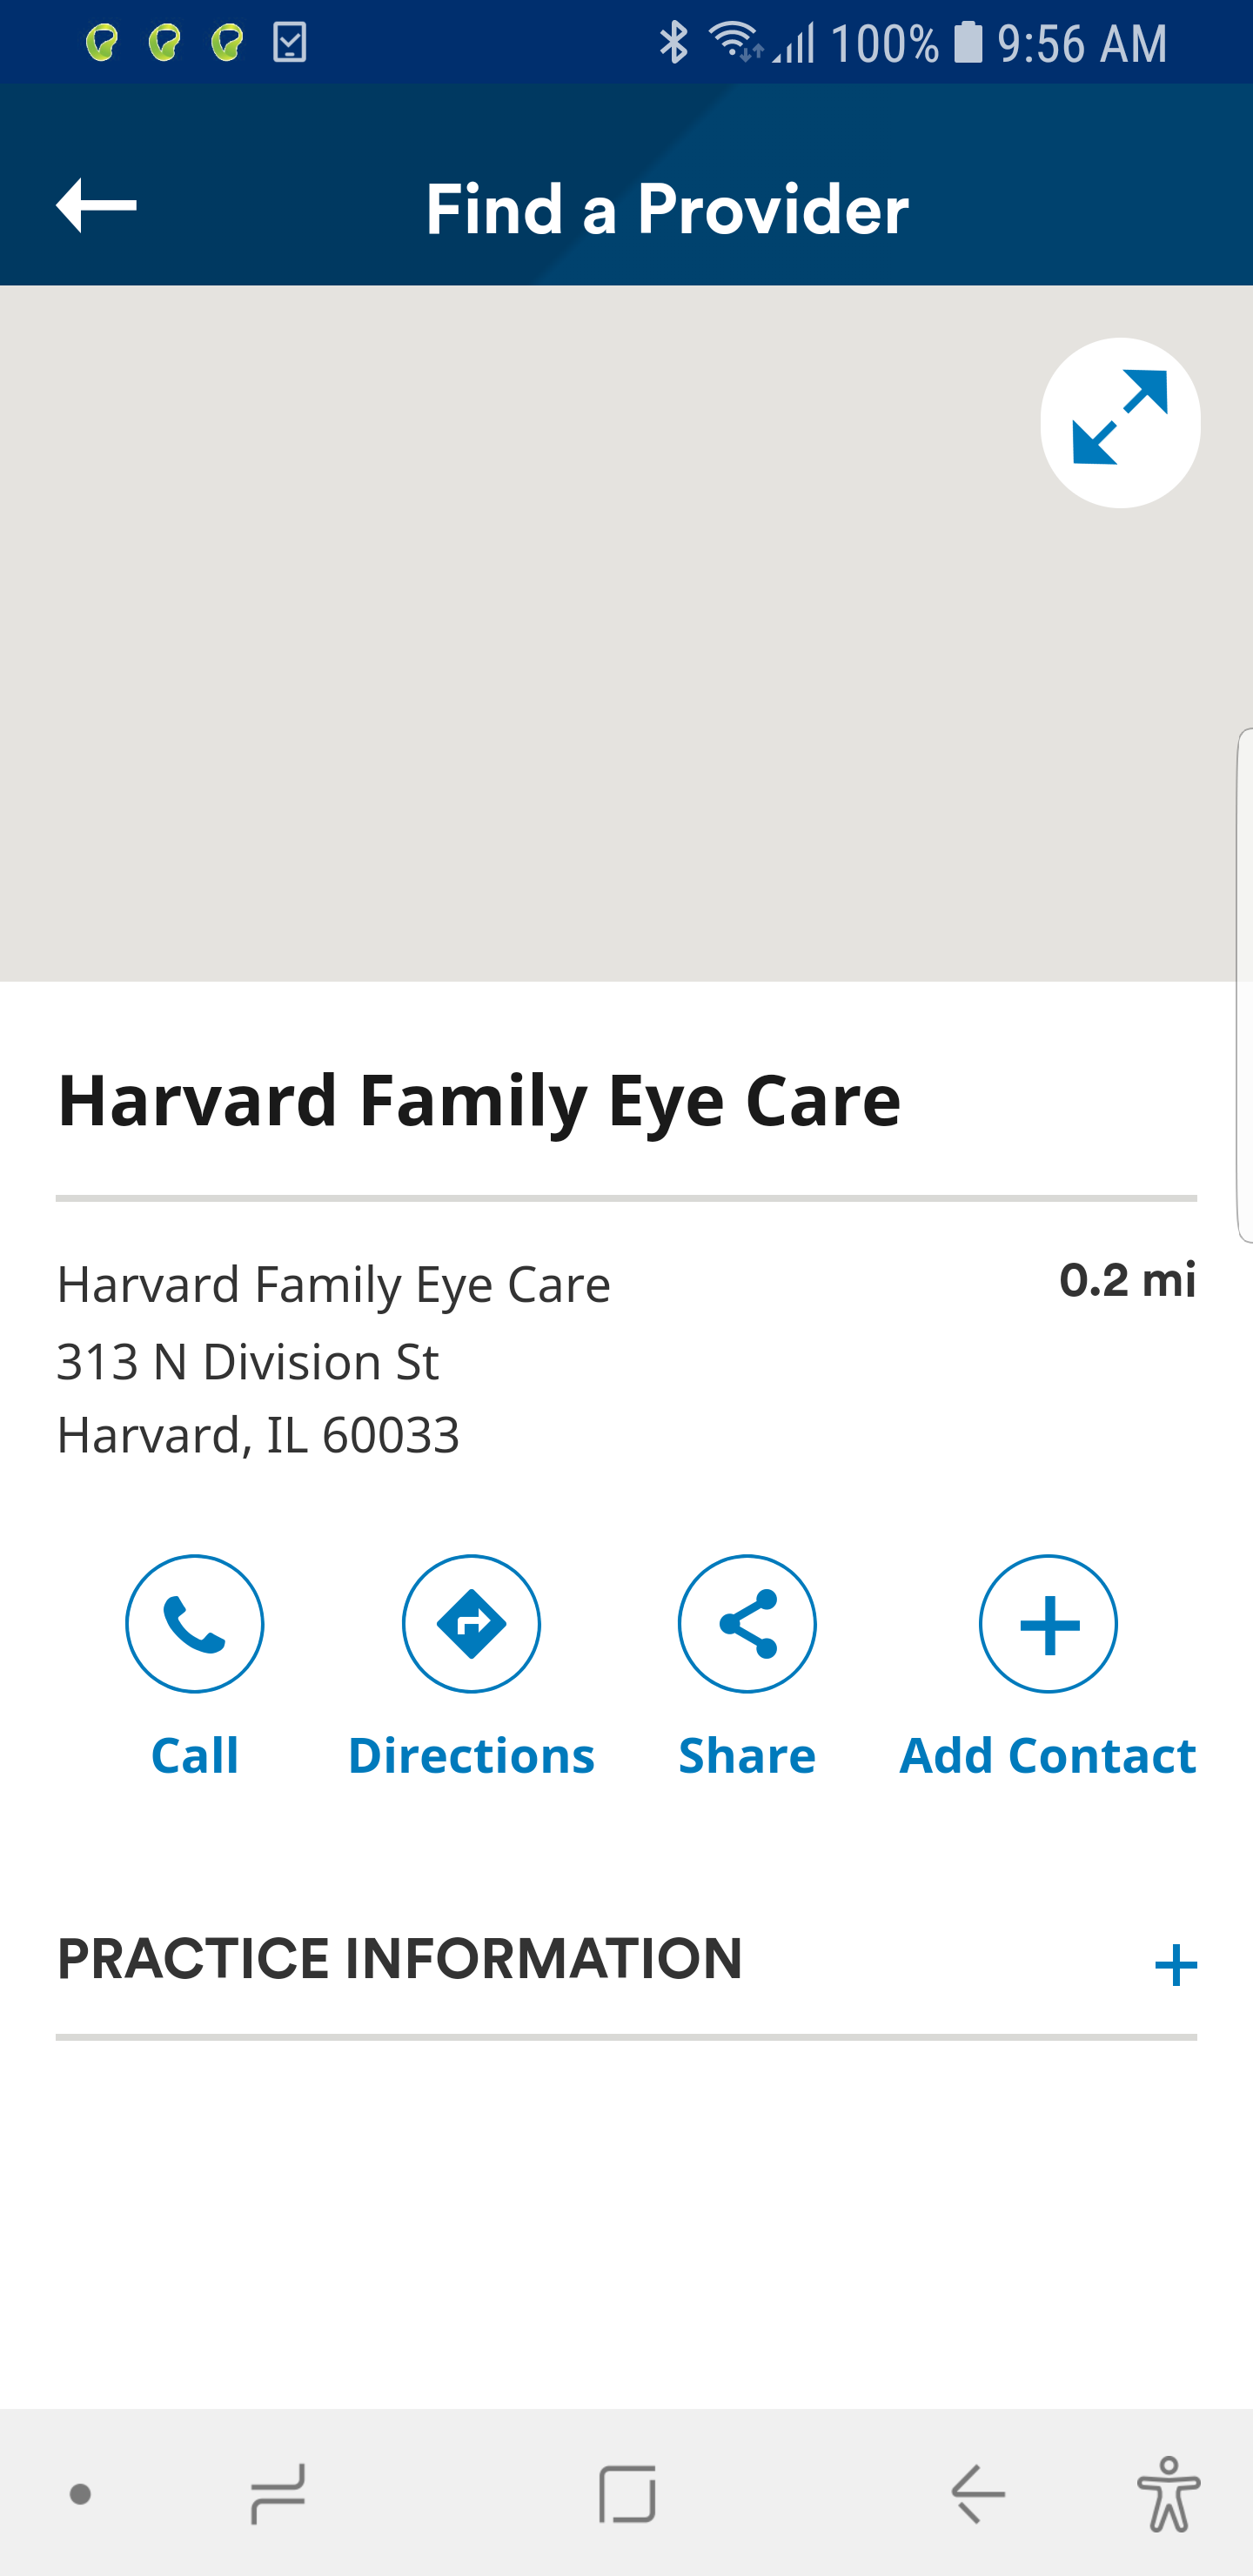 100% 9:56 AM
Find a Provider
Harvard Family Eye Care
Harvard Family Eye Care
0.2 mi
313 N Division St
Harvard, IL 60033
Call
Directions
Share
Add Contact
PRACTICE INFORMATION